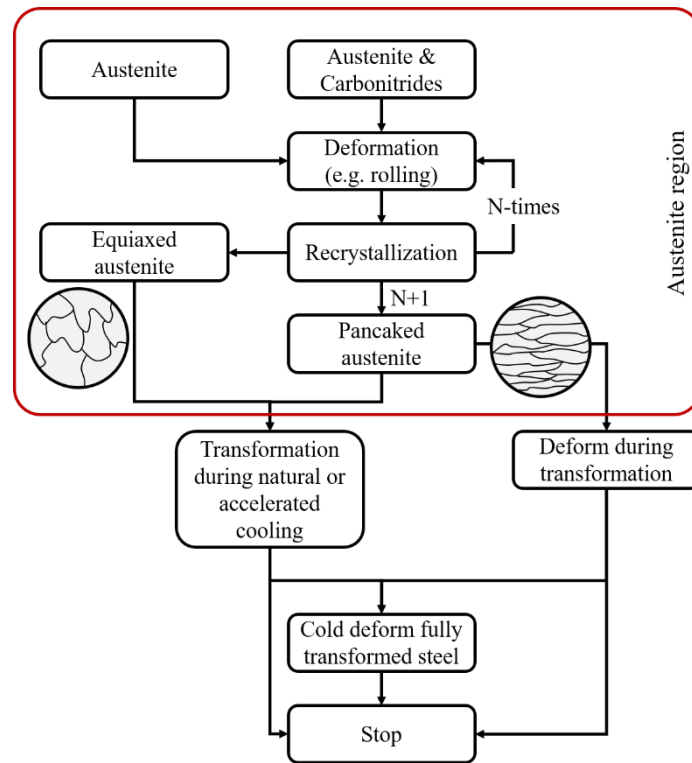 Austenite
Austenite &
Carbonitrides
Deformation
(e.g. rolling)
N-times
Equiaxed
austenite
Recrystallization
N+1
Pancaked
austenite
Austenite region
Transformation
during natural or
accelerated
cooling
Deform during
transformation
Cold deform fully
transformed steel
Stop